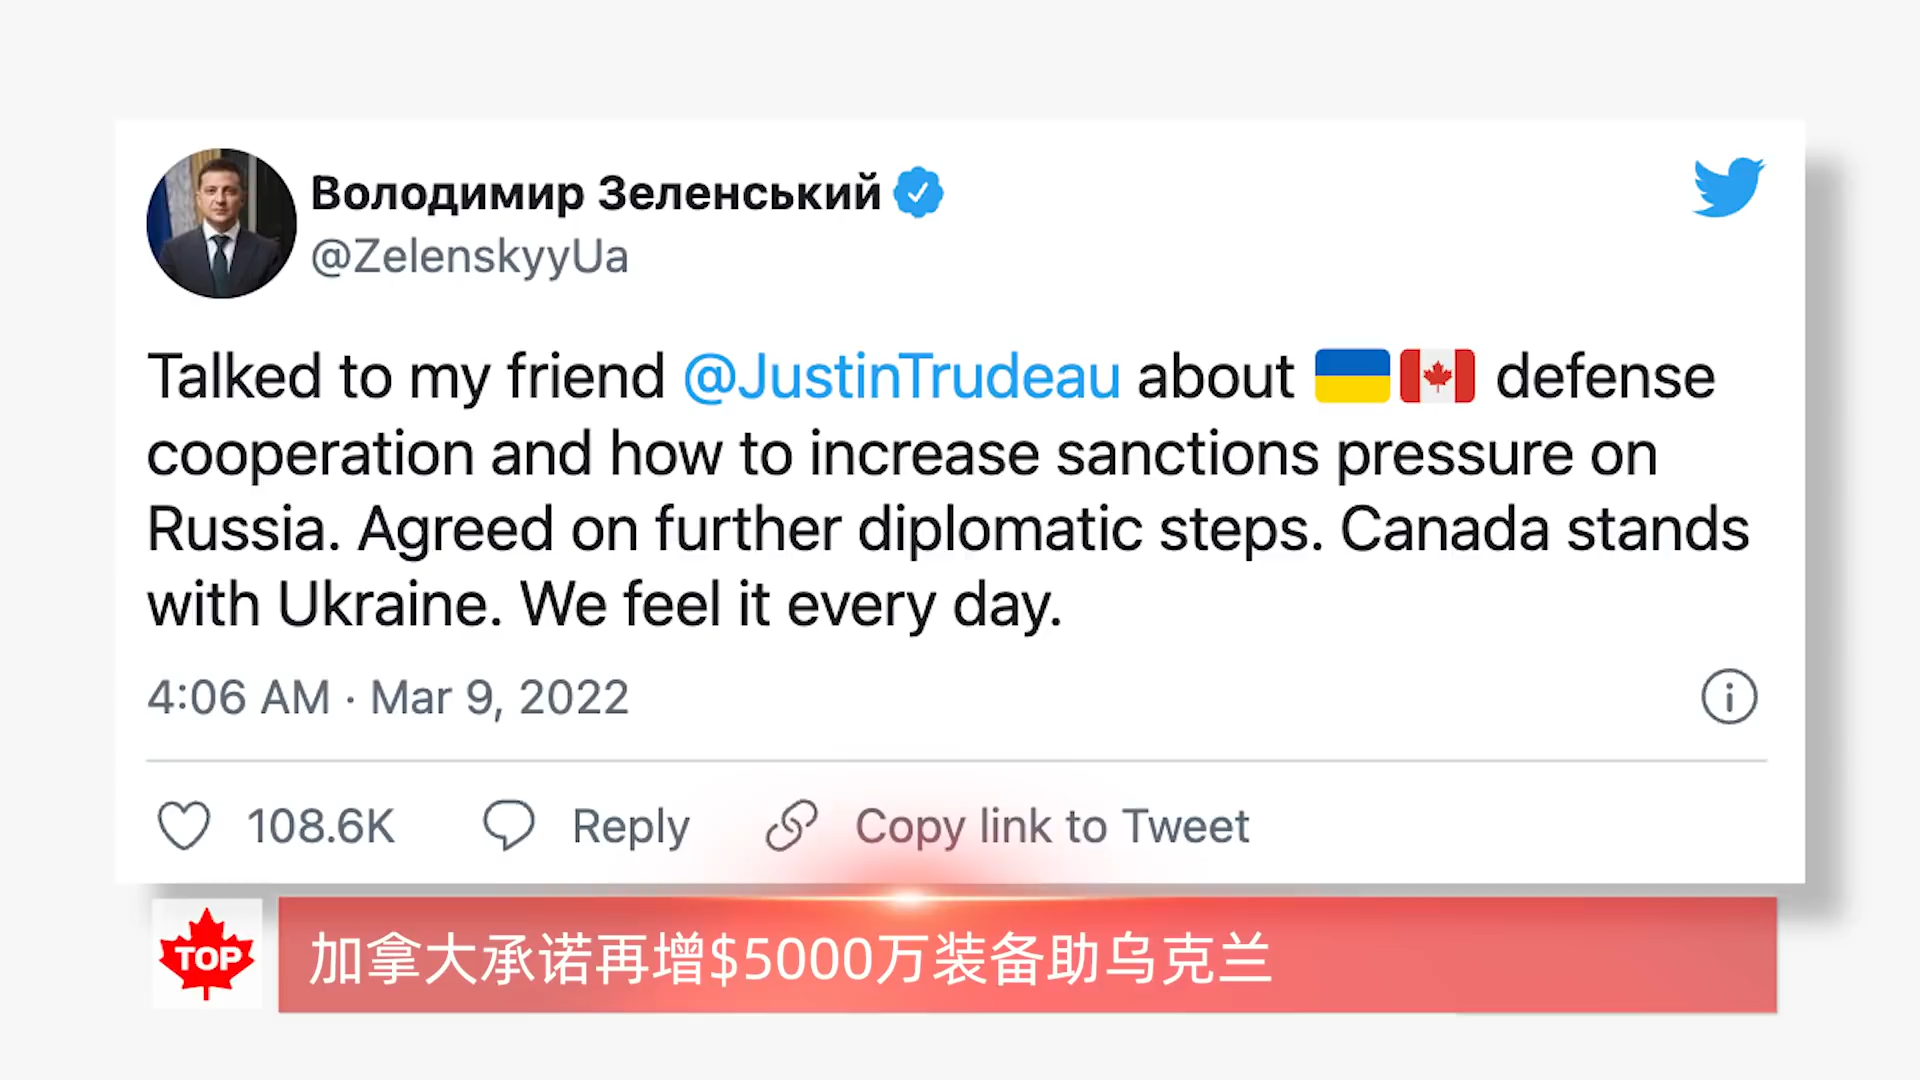 Володимир Зеленський
@ZelenskyyUa
Talked to my friend @JustinTrudeau about 🇺🇦🇨🇦 defense
cooperation and how to increase sanctions pressure on
Russia. Agreed on further diplomatic steps. Canada stands
with Ukraine. We feel it every day.
4:06 AM · Mar 9, 2022
108.6K Reply Copy link to Tweet
TOP
加拿大承诺再增$5000万装备助乌克兰